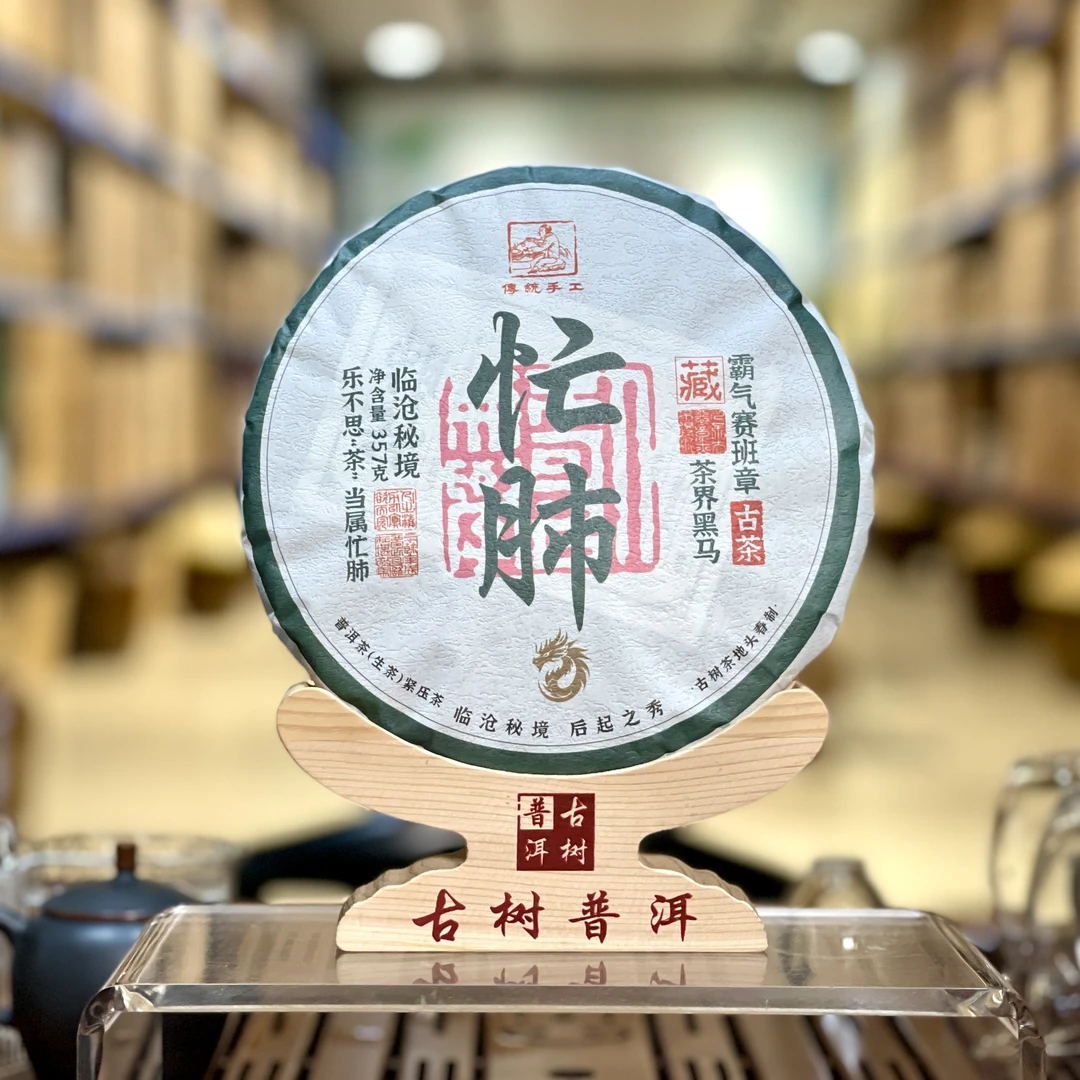 傳統手工
忙肺
霸气赛班章
古茶
藏
茶界黑马
临沧秘境
净含量 357克
乐不思"茶" 当属忙肺
普洱茶(生茶)紧压茶
临沧秘境 后起之秀
·古树茶地头春制·
古树
普洱
古树普洱